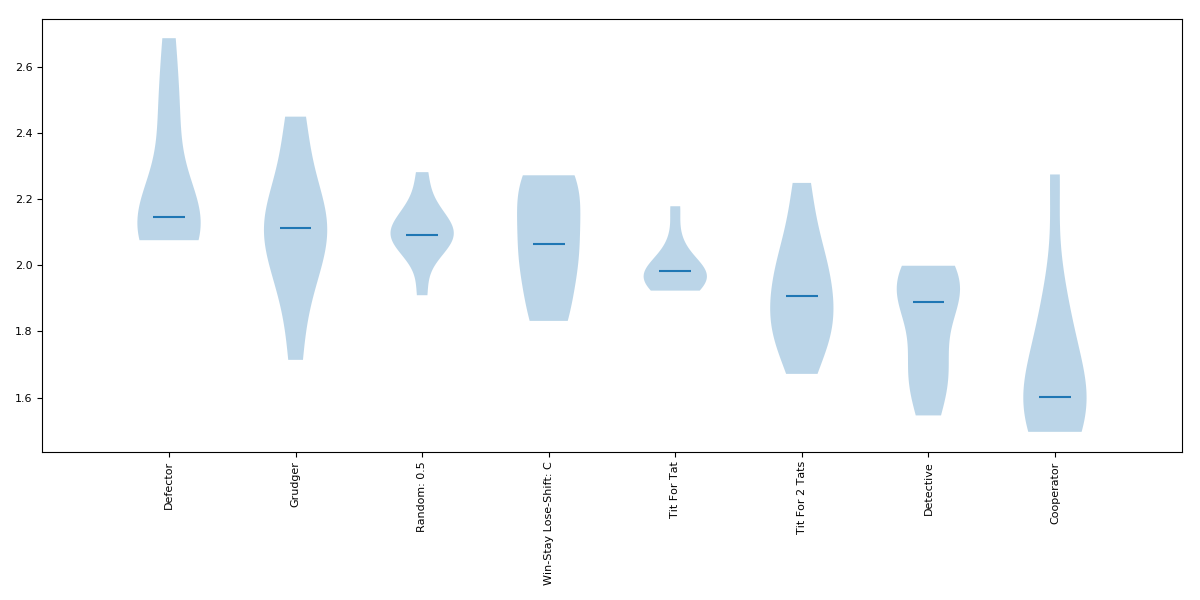 2.6
2.4
2.2
2.0
1.8
1.6
Defector
Grudger
Random: 0.5
Win-Stay Lose-Shift: C
Tit For Tat
Tit For 2 Tats
Detective
Cooperator